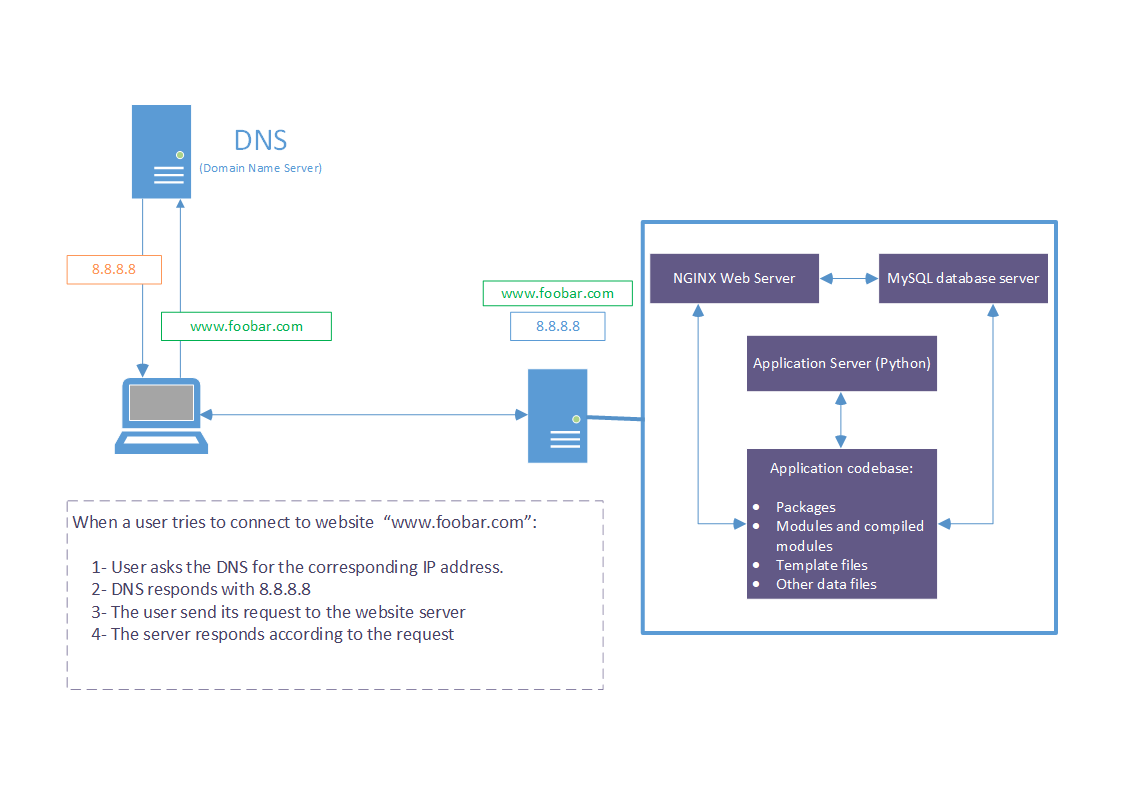 DNS
(Domain Name Server)
8.8.8.8
www.foobar.com
www.foobar.com
8.8.8.8
NGINX Web Server
MySQL database server
Application Server (Python)
Application codebase:
• Packages
• Modules and compiled
modules
• Template files
• Other data files
When a user tries to connect to website “www.foobar.com”:
1- User asks the DNS for the corresponding IP address.
2- DNS responds with 8.8.8.8
3- The user send its request to the website server
4- The server responds according to the request